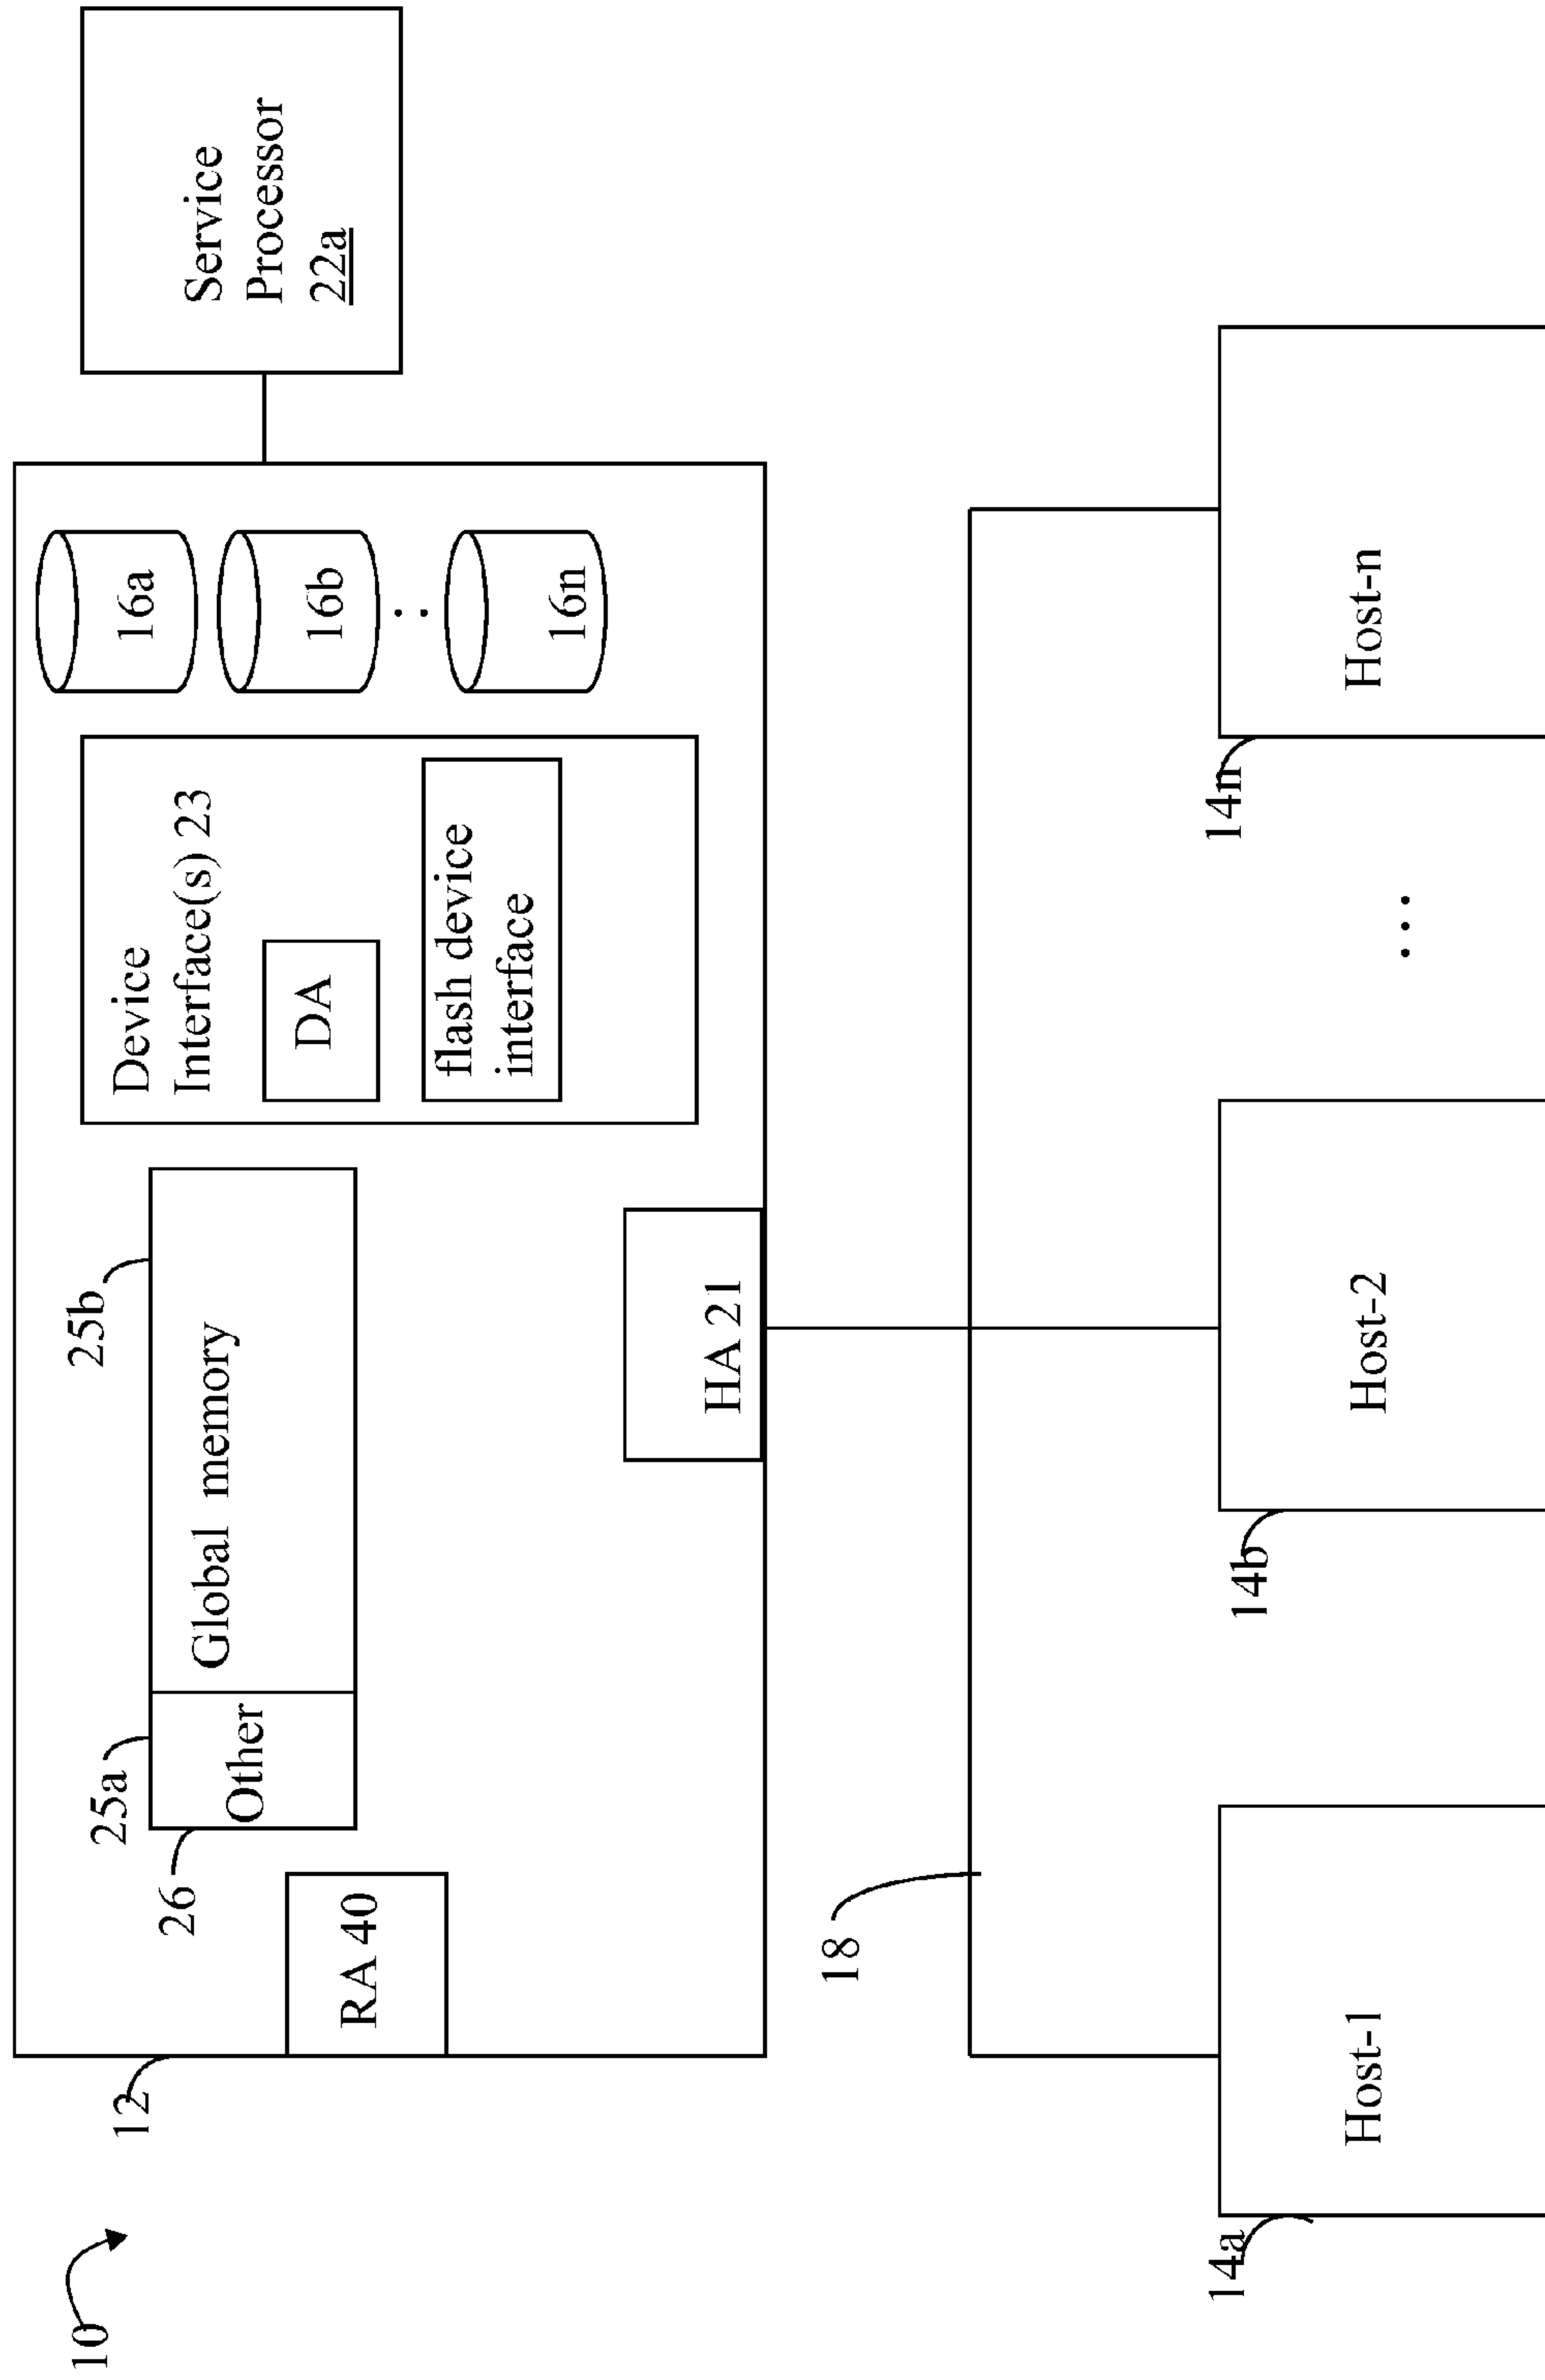 10
12
RA 40
26
25a
Other
Global memory
25b
Device
Interface(s) 23
DA
flash device
interface
16a
16b
:
16n
Service
Processor
22a
HA 21
18
14a
Host-1
14b
Host-2
...
14n
Host-n